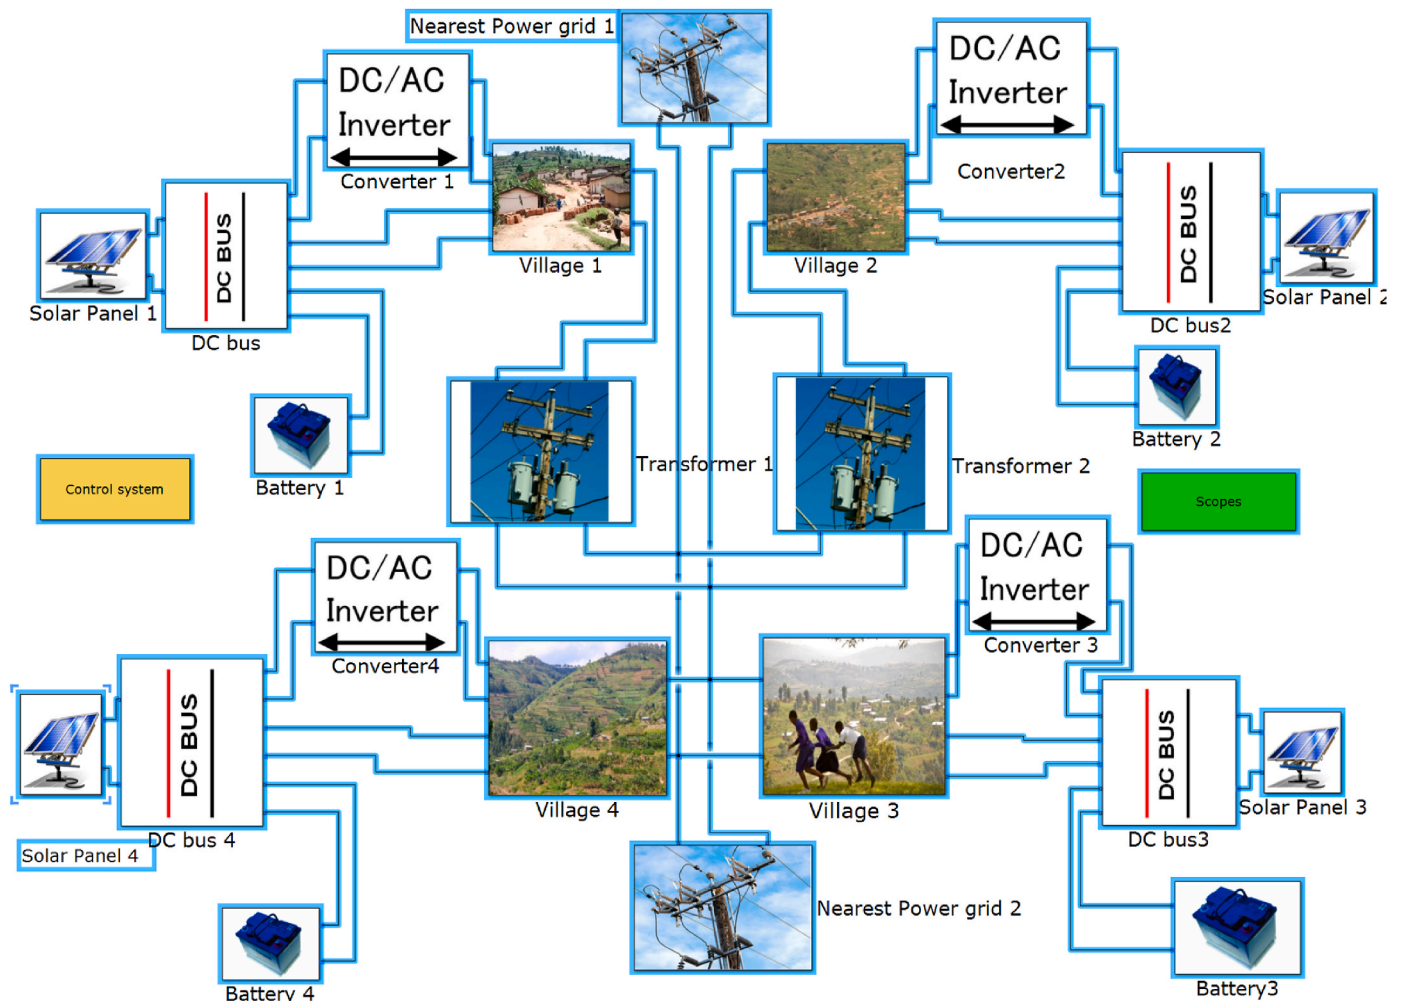 Nearest Power grid 1
DC/AC
Inverter
Converter 1
DC/AC
Inverter
Converter2
DC BUS
DC bus
Solar Panel 1
Village 1
Village 2
DC BUS
DC bus2
Solar Panel 2
Battery 1
Battery 2
Transformer 1
Transformer 2
Control system
Scopes
DC/AC
Inverter
Converter4
DC/AC
Inverter
Converter 3
DC BUS
DC bus 4
Solar Panel 4
Village 4
Village 3
DC BUS
DC bus3
Solar Panel 3
Nearest Power grid 2
Battery 4
Battery3